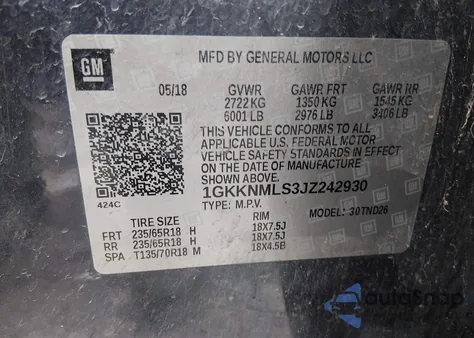 GM
MFD BY GENERAL MOTORS LLC
05/18 GVWR GAWR FRT GAWR RR
2722 KG 1350 KG 1545 KG
6001 LB 2976 LB 3406 LB
THIS VEHICLE CONFORMS TO ALL
APPLICABLE U.S. FEDERAL MOTOR
VEHICLE SAFETY STANDARDS IN EFFECT
ON THE DATE OF MANUFACTURE
SHOWN ABOVE.
1GKKNMLS3JZ242930
424C TYPE: M.P.V. MODEL: 30TND26
TIRE SIZE RIM
FRT 235/65R18 H 18X7.5J
RR 235/65R18 H 18X7.5J
SPA T135/70R18 M 18X4.5B
autoSnap